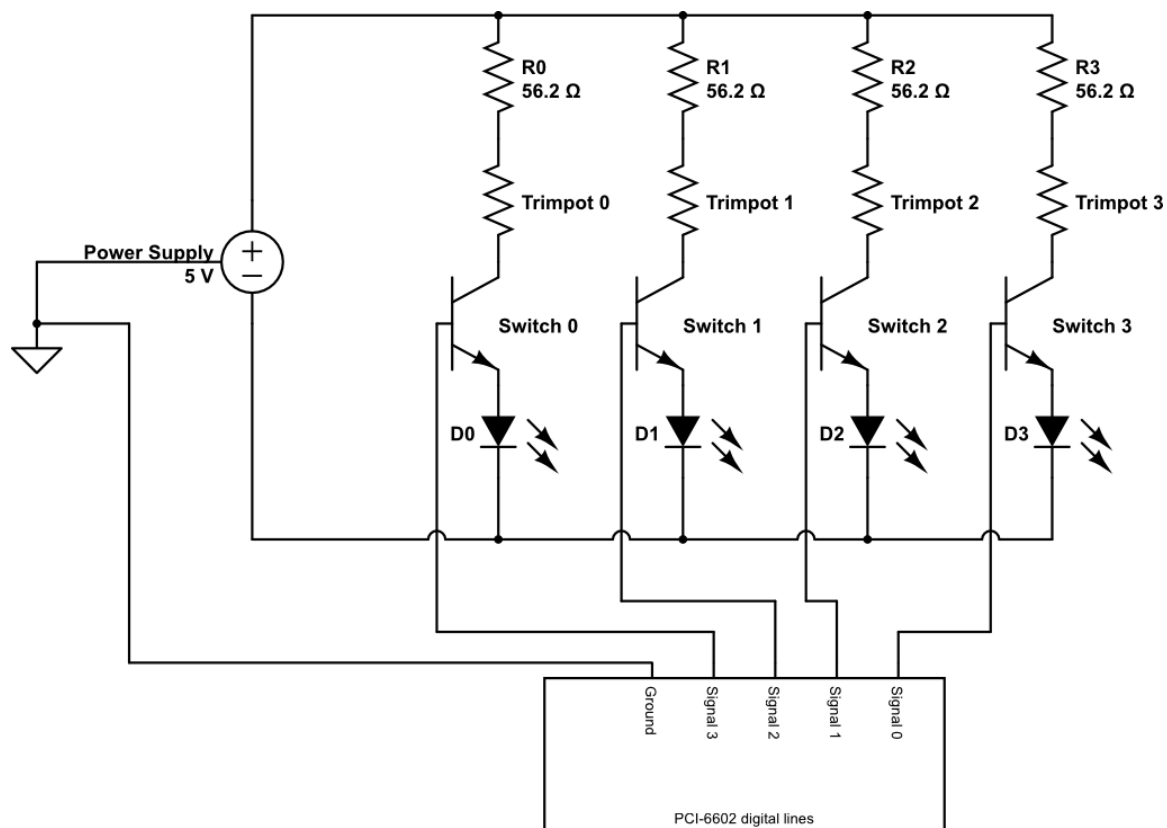 R0
56.2 Ω
R1
56.2 Ω
R2
56.2 Ω
R3
56.2 Ω
Trimpot 0
Trimpot 1
Trimpot 2
Trimpot 3
Power Supply
5 V
+
−
Switch 0
Switch 1
Switch 2
Switch 3
D0
D1
D2
D3
Ground
Signal 3
Signal 2
Signal 1
Signal 0
PCI-6602 digital lines